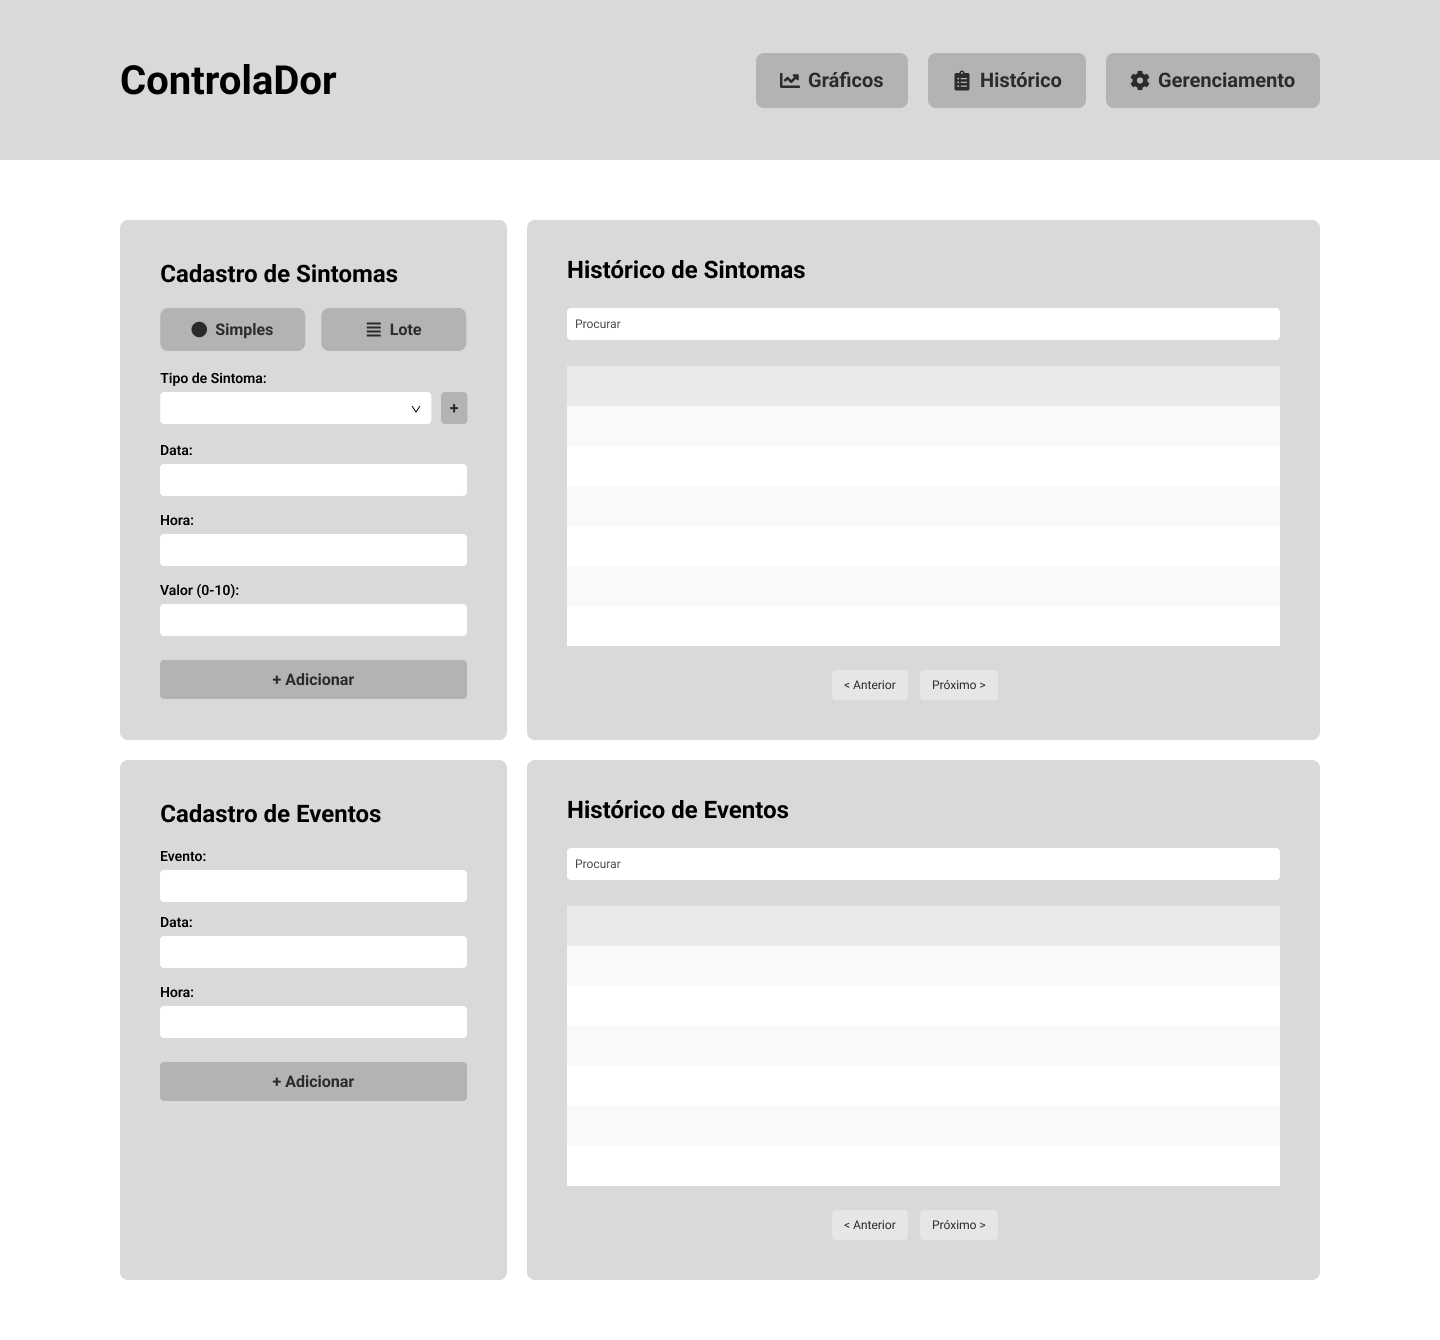 ControlaDor
Gráficos
Histórico
Gerenciamento
Cadastro de Sintomas
Simples
Lote
Tipo de Sintoma:
+
Data:
Hora:
Valor (0-10):
+ Adicionar
Histórico de Sintomas
Procurar
< Anterior
Próximo >
Cadastro de Eventos
Evento:
Data:
Hora:
+ Adicionar
Histórico de Eventos
Procurar
< Anterior
Próximo >